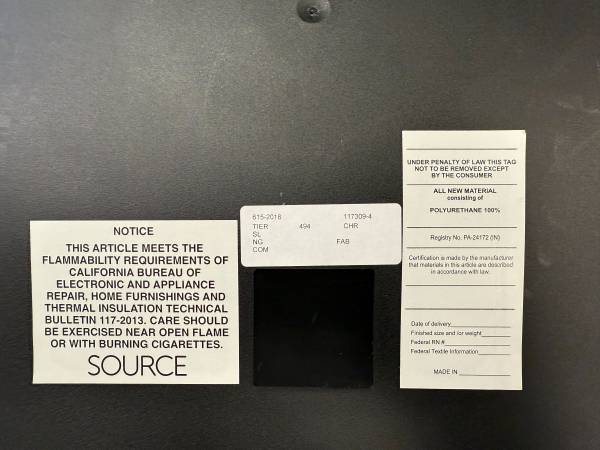 NOTICE
THIS ARTICLE MEETS THE
FLAMMABILITY REQUIREMENTS OF
CALIFORNIA BUREAU OF
ELECTRONIC AND APPLIANCE
REPAIR, HOME FURNISHINGS AND
THERMAL INSULATION TECHNICAL
BULLETIN 117-2013. CARE SHOULD
BE EXERCISED NEAR OPEN FLAME
OR WITH BURNING CIGARETTES.
SOURCE
615-2018 117309-4
TIER 494 CHR
SL
NG FAB
COM
UNDER PENALTY OF LAW THIS TAG
NOT TO BE REMOVED EXCEPT
BY THE CONSUMER
ALL NEW MATERIAL
consisting of
POLYURETHANE 100%
Registry No. PA-24172 (IN)
Certification is made by the manufacturer
that materials in this article are described
in accordance with law.
Date of delivery
Finished size and /or weight
Federal RN #
Federal Textile Information
MADE IN